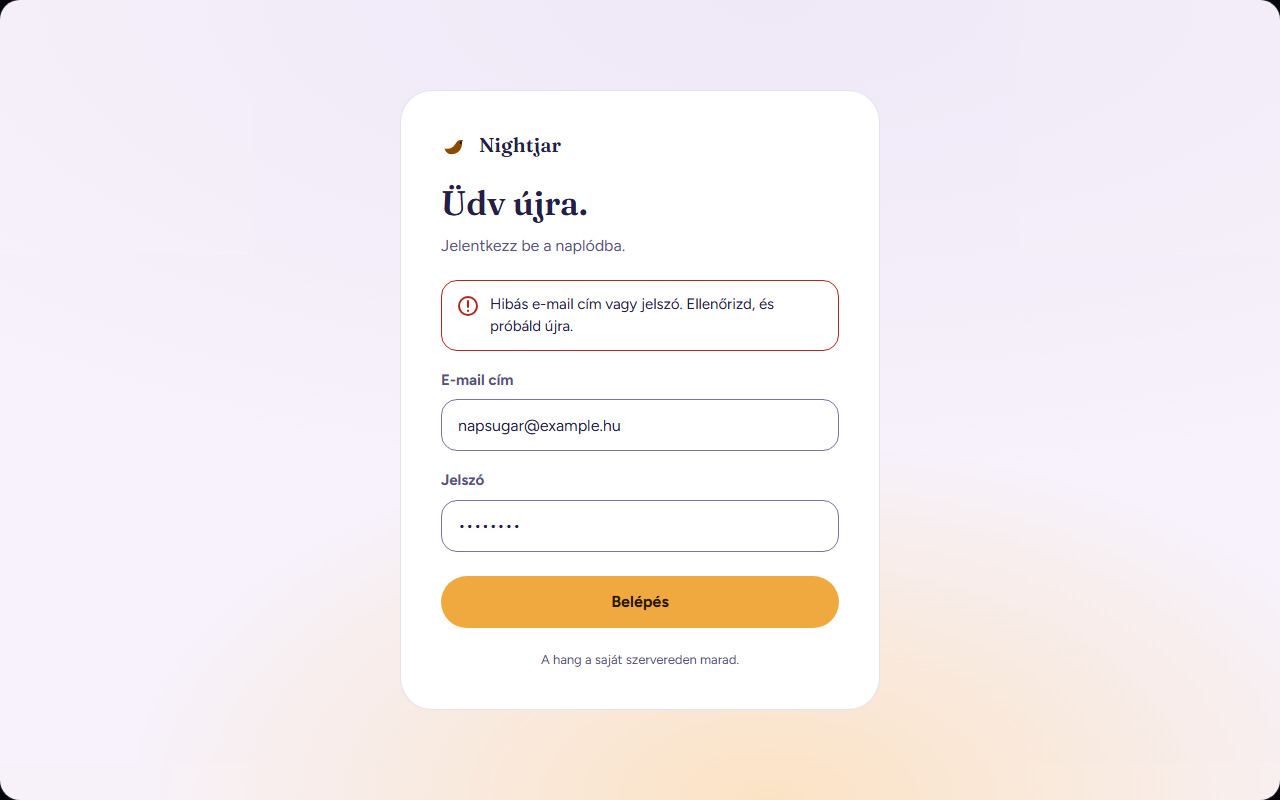 Nightjar
Üdv újra.
Jelentkezz be a naplódba.
Hibás e-mail cím vagy jelszó. Ellenőrizd, és
próbáld újra.
E-mail cím
napsugar@example.hu
Jelszó
••••••••
Belépés
A hang a saját szervereden marad.